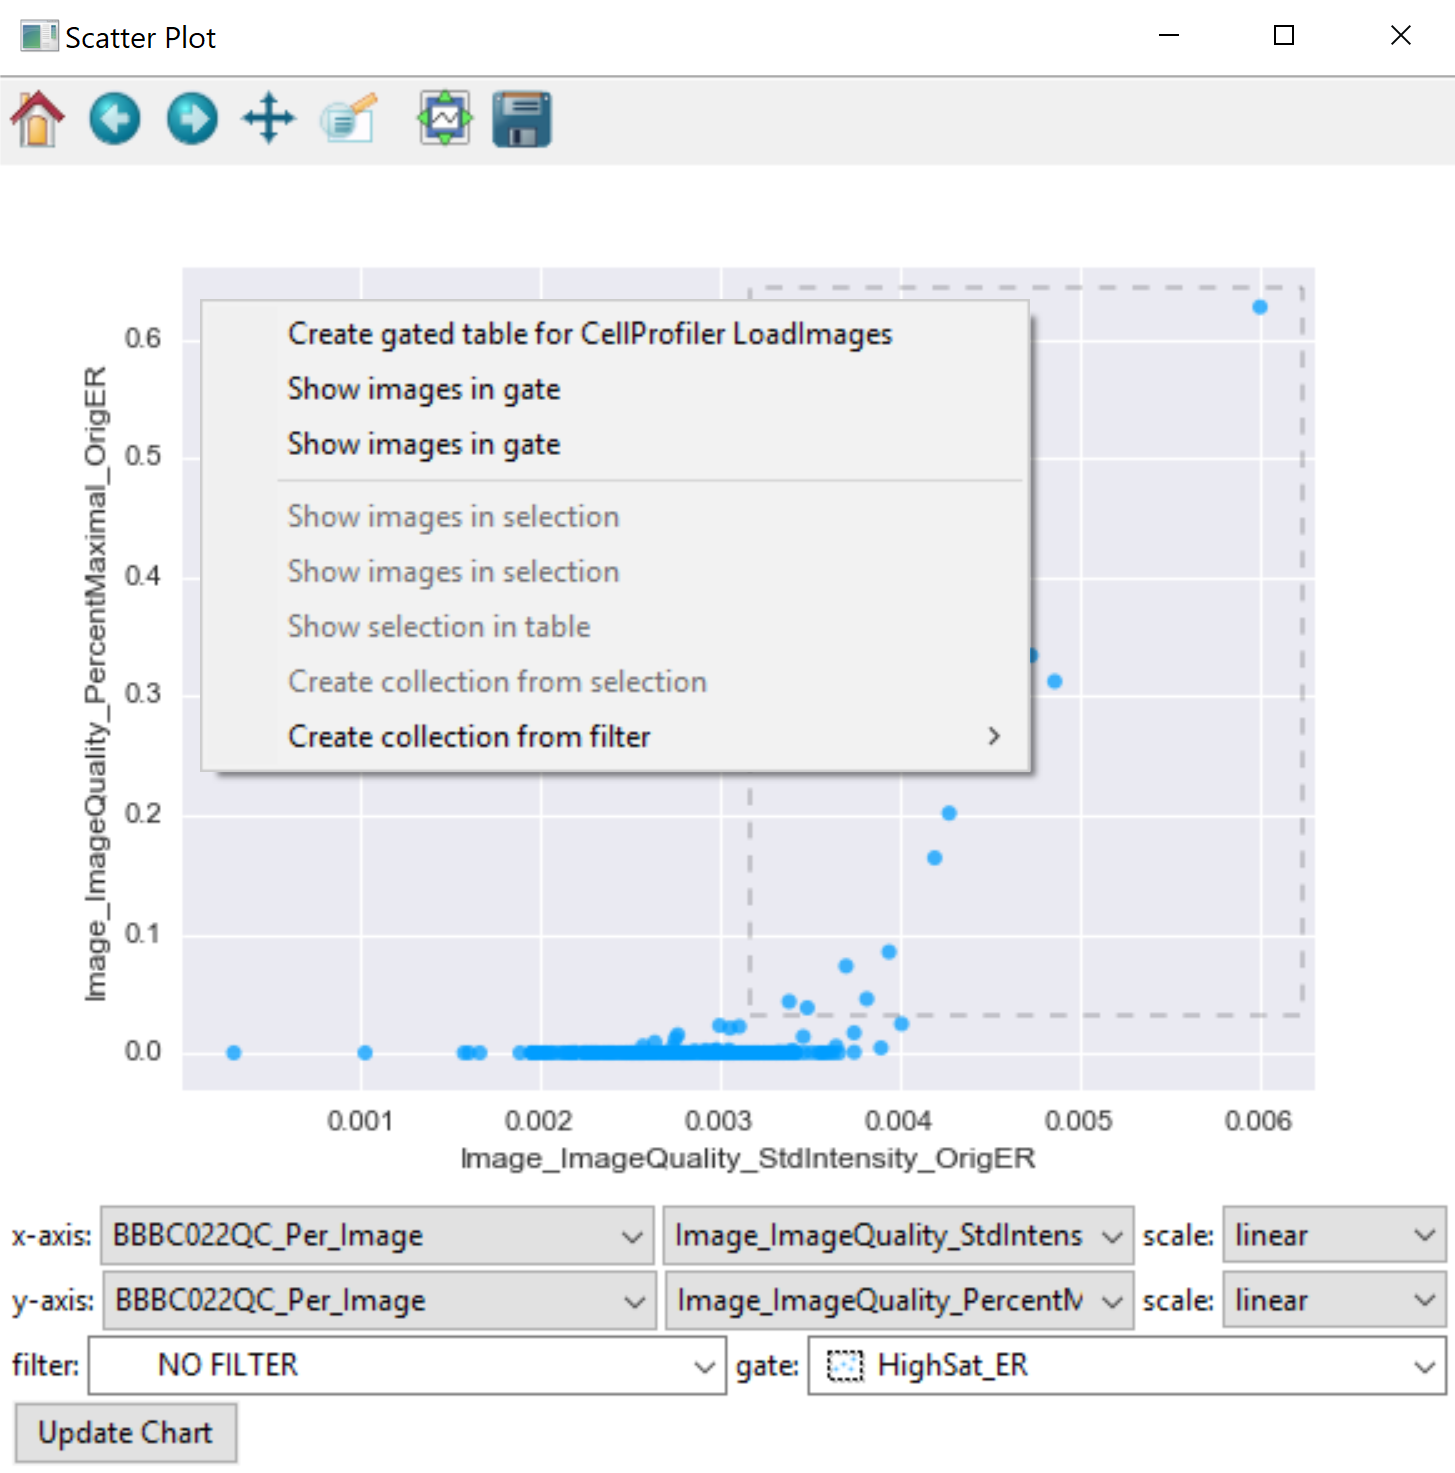 Scatter Plot
Create gated table for CellProfiler LoadImages
Show images in gate
Show images in gate
Show images in selection
Show images in selection
Show selection in table
Create collection from selection
Create collection from filter
Image_ImageQuality_PercentMaximal_OrigER
0.6
0.5
0.4
0.3
0.2
0.1
0.0
0.001 0.002 0.003 0.004 0.005 0.006
Image_ImageQuality_StdIntensity_OrigER
x-axis: BBBC022QC_Per_Image Image_ImageQuality_StdIntens scale: linear
y-axis: BBBC022QC_Per_Image Image_ImageQuality_PercentM scale: linear
filter: NO FILTER gate: HighSat_ER
Update Chart